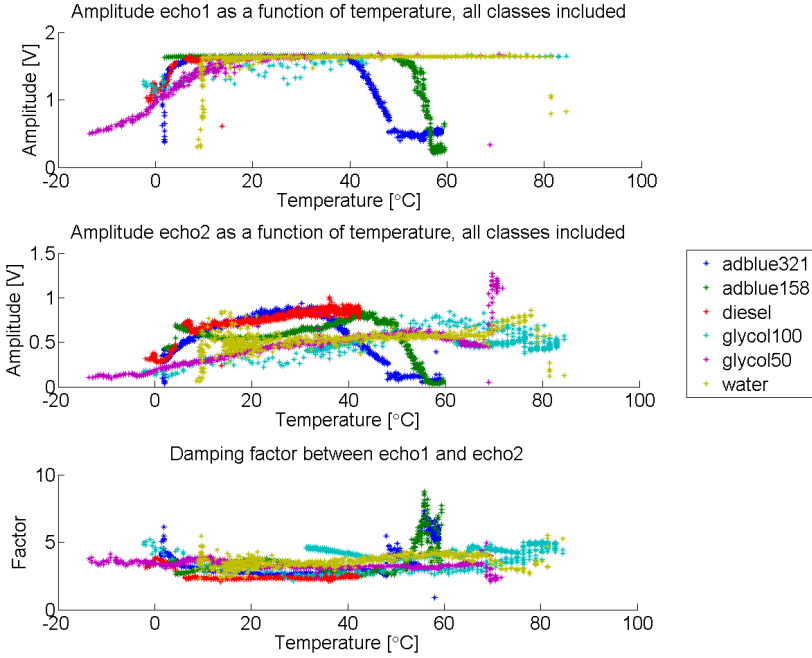 Amplitude echo1 as a function of temperature, all classes included
2
1
0
Amplitude [V]
-20 0 20 40 60 80 100
Temperature [°C]
Amplitude echo2 as a function of temperature, all classes included
1.5
1
0.5
0
Amplitude [V]
-20 0 20 40 60 80 100
Temperature [°C]
adblue321
adblue158
diesel
glycol100
glycol50
water
Damping factor between echo1 and echo2
10
5
0
Factor
-20 0 20 40 60 80 100
Temperature [°C]